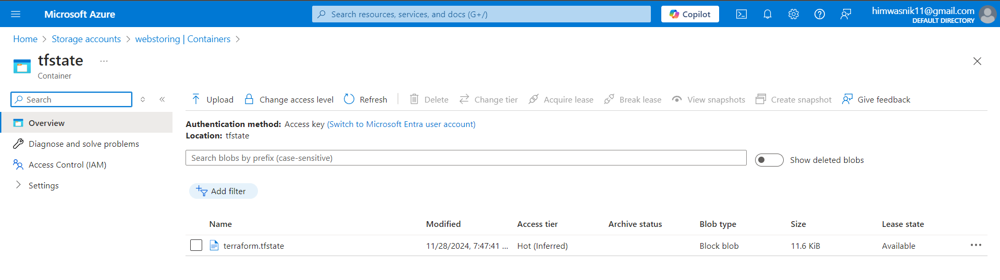 Microsoft Azure
Search resources, services, and docs (G+/)
Copilot
himwasnik11@gmail.com
DEFAULT DIRECTORY
Home > Storage accounts > webstoring | Containers >
tfstate ...
Container
Search
Upload Change access level Refresh Delete Change tier Acquire lease Break lease View snapshots Create snapshot Give feedback
Overview
Diagnose and solve problems
Access Control (IAM)
Settings
Authentication method: Access key (Switch to Microsoft Entra user account)
Location: tfstate
Search blobs by prefix (case-sensitive)
Show deleted blobs
Add filter
Name Modified Access tier Archive status Blob type Size Lease state
terraform.tfstate 11/28/2024, 7:47:41 ... Hot (Inferred) Block blob 11.6 KiB Available ...